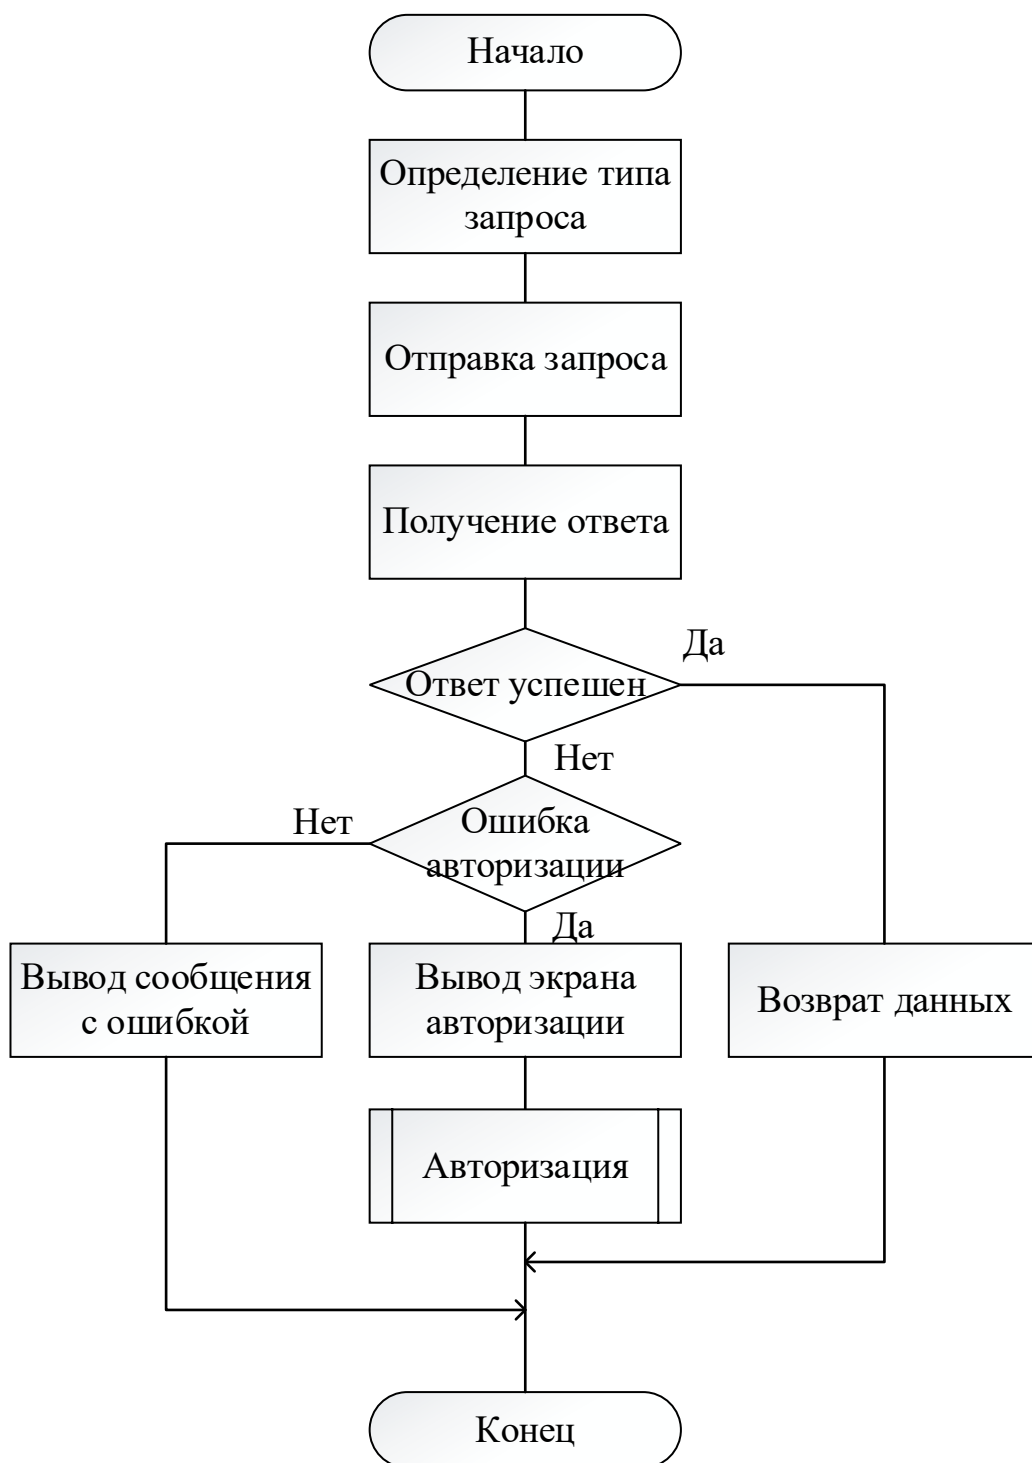 Начало
Определение типа
запроса
Отправка запроса
Получение ответа
Да
Ответ успешен
Нет
Нет
Ошибка
авторизации
Да
Вывод сообщения
с ошибкой
Вывод экрана
авторизации
Возврат данных
Авторизация
Конец